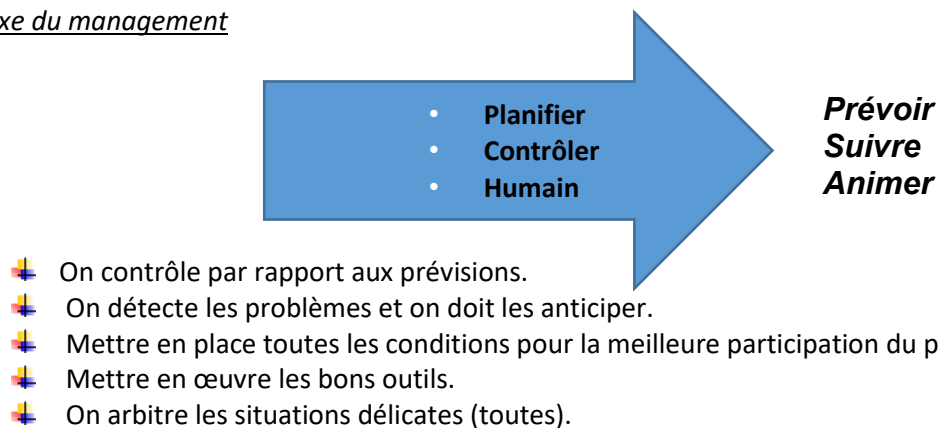 xe du management
Planifier
Contrôler
Humain
Prévoir
Suivre
Animer
On contrôle par rapport aux prévisions.
On détecte les problèmes et on doit les anticiper.
Mettre en place toutes les conditions pour la meilleure participation du p
Mettre en œuvre les bons outils.
On arbitre les situations délicates (toutes).